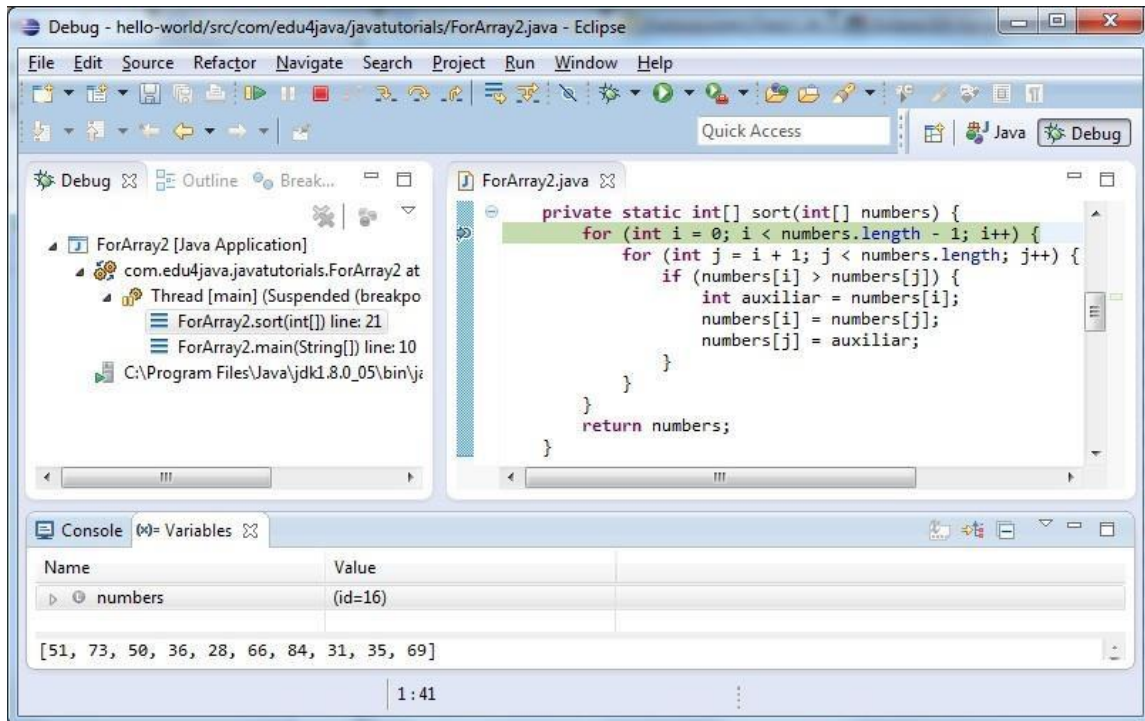 Debug - hello-world/src/com/edu4java/javatutorials/ForArray2.java - Eclipse
File Edit Source Refactor Navigate Search Project Run Window Help
Quick Access
Java
Debug
Debug
Outline
Break...
ForArray2 [Java Application]
com.edu4java.javatutorials.ForArray2 at
Thread [main] (Suspended (breakpo
ForArray2.sort(int[]) line: 21
ForArray2.main(String[]) line: 10
C:\Program Files\Java\jdk1.8.0_05\bin\ja
ForArray2.java
private static int[] sort(int[] numbers) {
for (int i = 0; i < numbers.length - 1; i++) {
for (int j = i + 1; j < numbers.length; j++) {
if (numbers[i] > numbers[j]) {
int auxiliar = numbers[i];
numbers[i] = numbers[j];
numbers[j] = auxiliar;
}
}
}
return numbers;
}
Console
(x)= Variables
Name Value
numbers (id=16)
[51, 73, 50, 36, 28, 66, 84, 31, 35, 69]
1:41